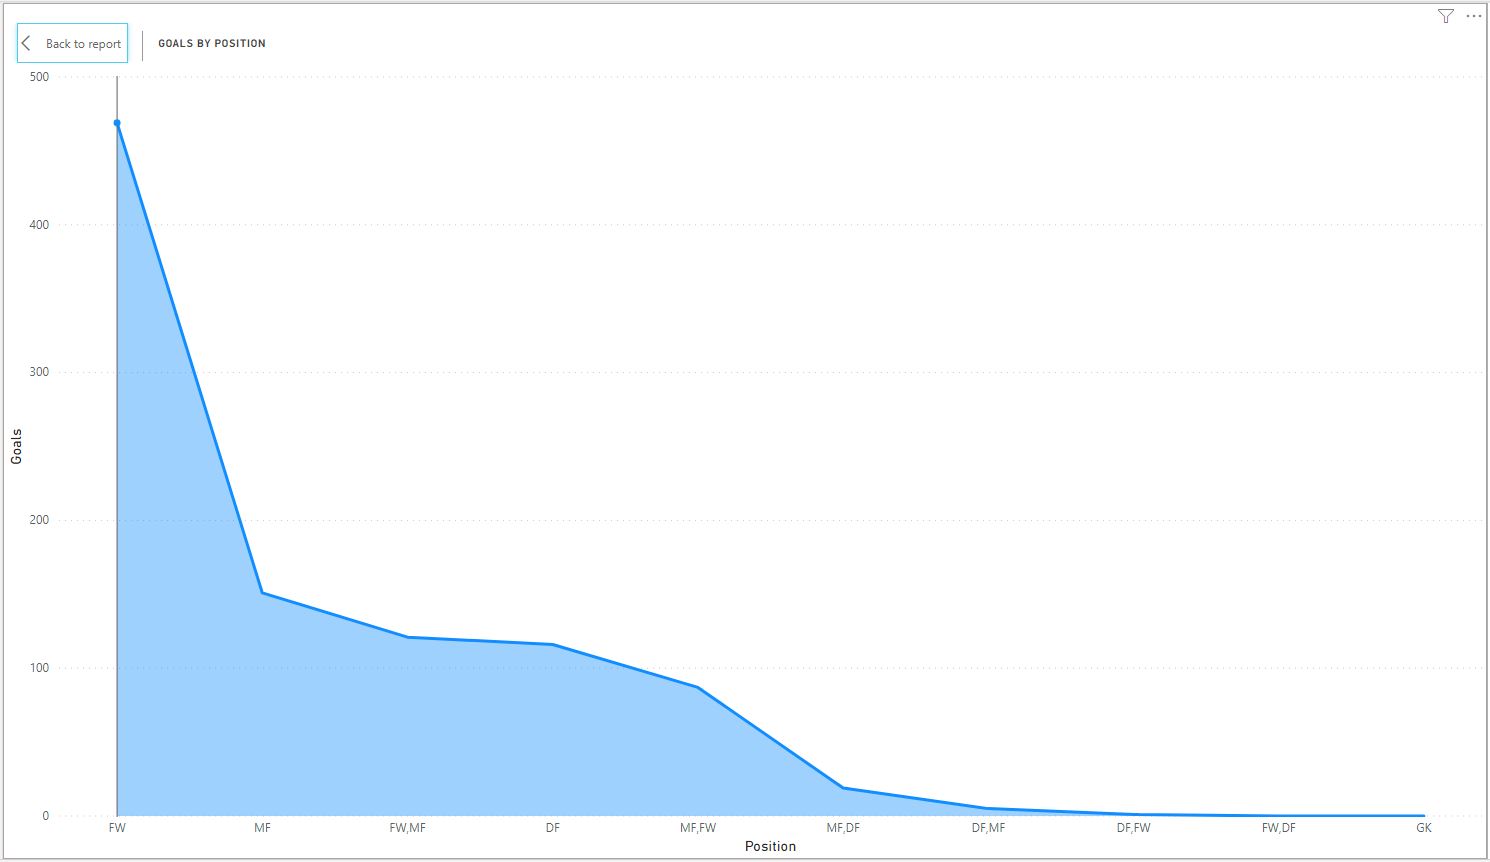 Back to report
GOALS BY POSITION
500
400
300
200
100
0
Goals
FW MF FW,MF DF MF,FW MF,DF DF,MF DF,FW FW,DF GK
Position